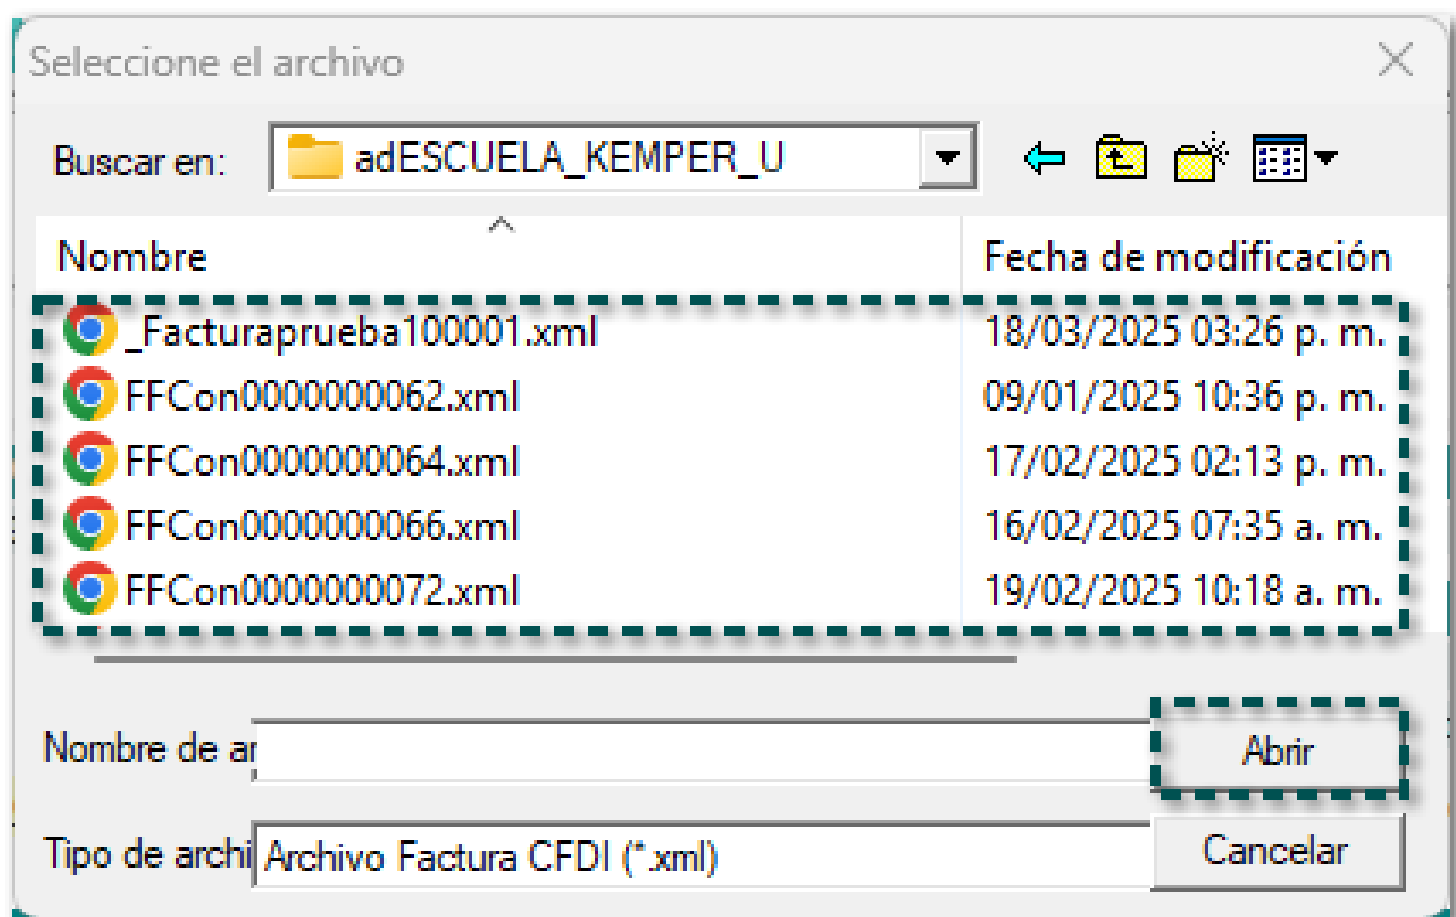 Seleccione el archivo
Buscar en: adESCUELA_KEMPER_U
Nombre Fecha de modificación
_Facturaprueba100001.xml 18/03/2025 03:26 p. m.
FFCon0000000062.xml 09/01/2025 10:36 p. m.
FFCon0000000064.xml 17/02/2025 02:13 p. m.
FFCon0000000066.xml 16/02/2025 07:35 a. m.
FFCon0000000072.xml 19/02/2025 10:18 a. m.
Nombre de ar Abrir
Tipo de archi Archivo Factura CFDI (*.xml) Cancelar